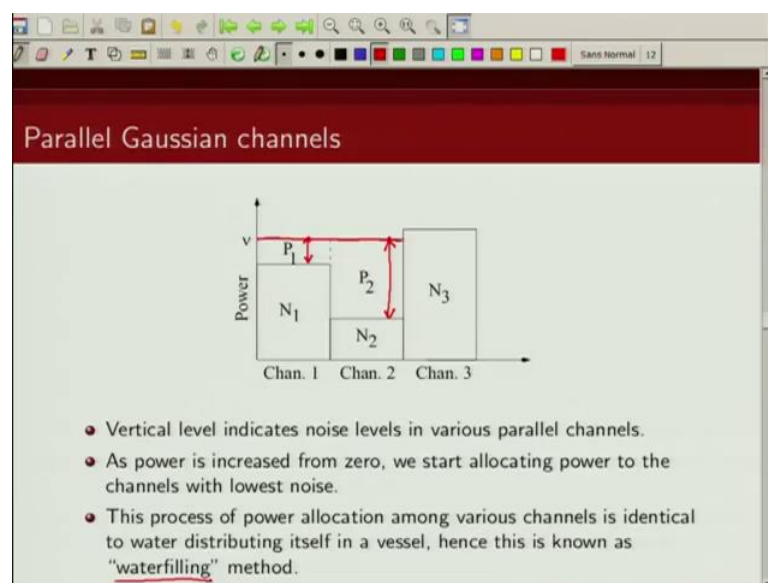 T
Sans Normal 12
Parallel Gaussian channels
ν
P1
P2
N3
Power
N1
N2
Chan. 1 Chan. 2 Chan. 3
Vertical level indicates noise levels in various parallel channels.
As power is increased from zero, we start allocating power to the
channels with lowest noise.
This process of power allocation among various channels is identical
to water distributing itself in a vessel, hence this is known as
“waterfilling” method.